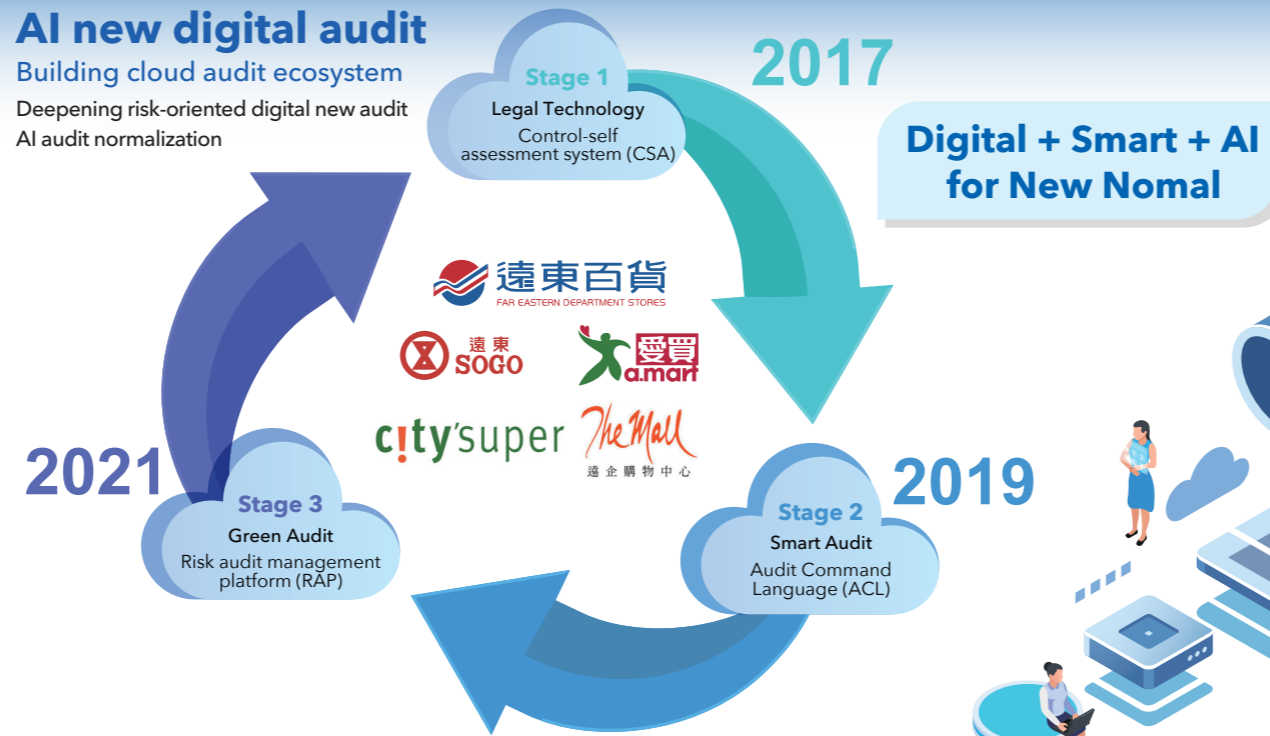 AI new digital audit
Building cloud audit ecosystem
Deepening risk-oriented digital new audit
AI audit normalization
Stage 1
Legal Technology
Control-self
assessment system (CSA)
2017
Digital + Smart + AI
for New Nomal
遠東百貨
FAR EASTERN DEPARTMENT STORES
遠東
SOGO
愛買
a.mart
c!ty'super
The Mall
遠企購物中心
2021
Stage 3
Green Audit
Risk audit management
platform (RAP)
2019
Stage 2
Smart Audit
Audit Command
Language (ACL)